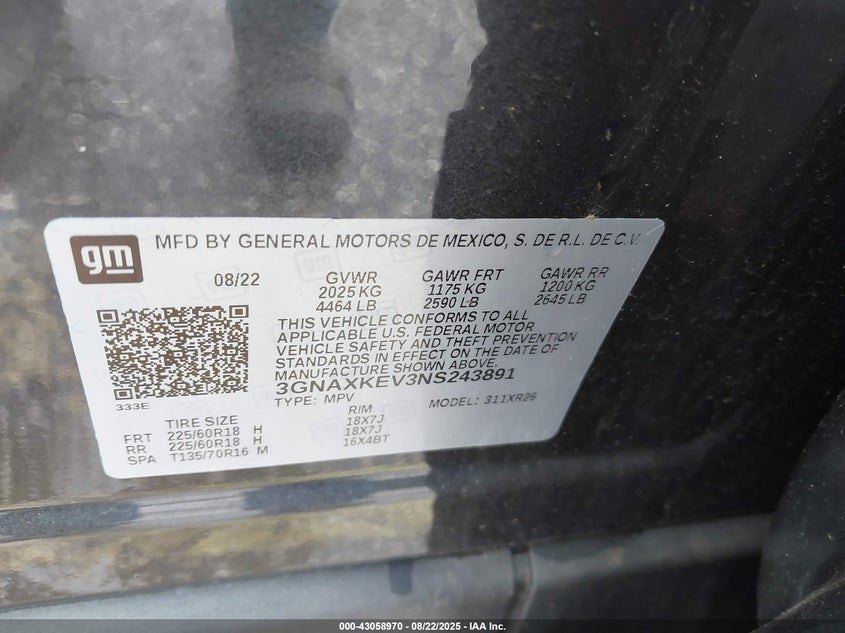 gm
MFD BY GENERAL MOTORS DE MEXICO, S. DE R.L. DE C.V.
08/22 GVWR GAWR FRT GAWR RR
2025 KG 1175 KG 1200 KG
4464 LB 2590 LB 2645 LB
THIS VEHICLE CONFORMS TO ALL
APPLICABLE U.S. FEDERAL MOTOR
VEHICLE SAFETY AND THEFT PREVENTION
STANDARDS IN EFFECT ON THE DATE OF
MANUFACTURE SHOWN ABOVE.
3GNAXKEV3NS243891
333E
TYPE: MPV MODEL: 311XR26
TIRE SIZE RIM
FRT 225/60R18 H 18X7J
RR 225/60R18 H 18X7J
SPA T135/70R16 M 16X4BT
000-43058970 - 08/22/2025 - IAA Inc.